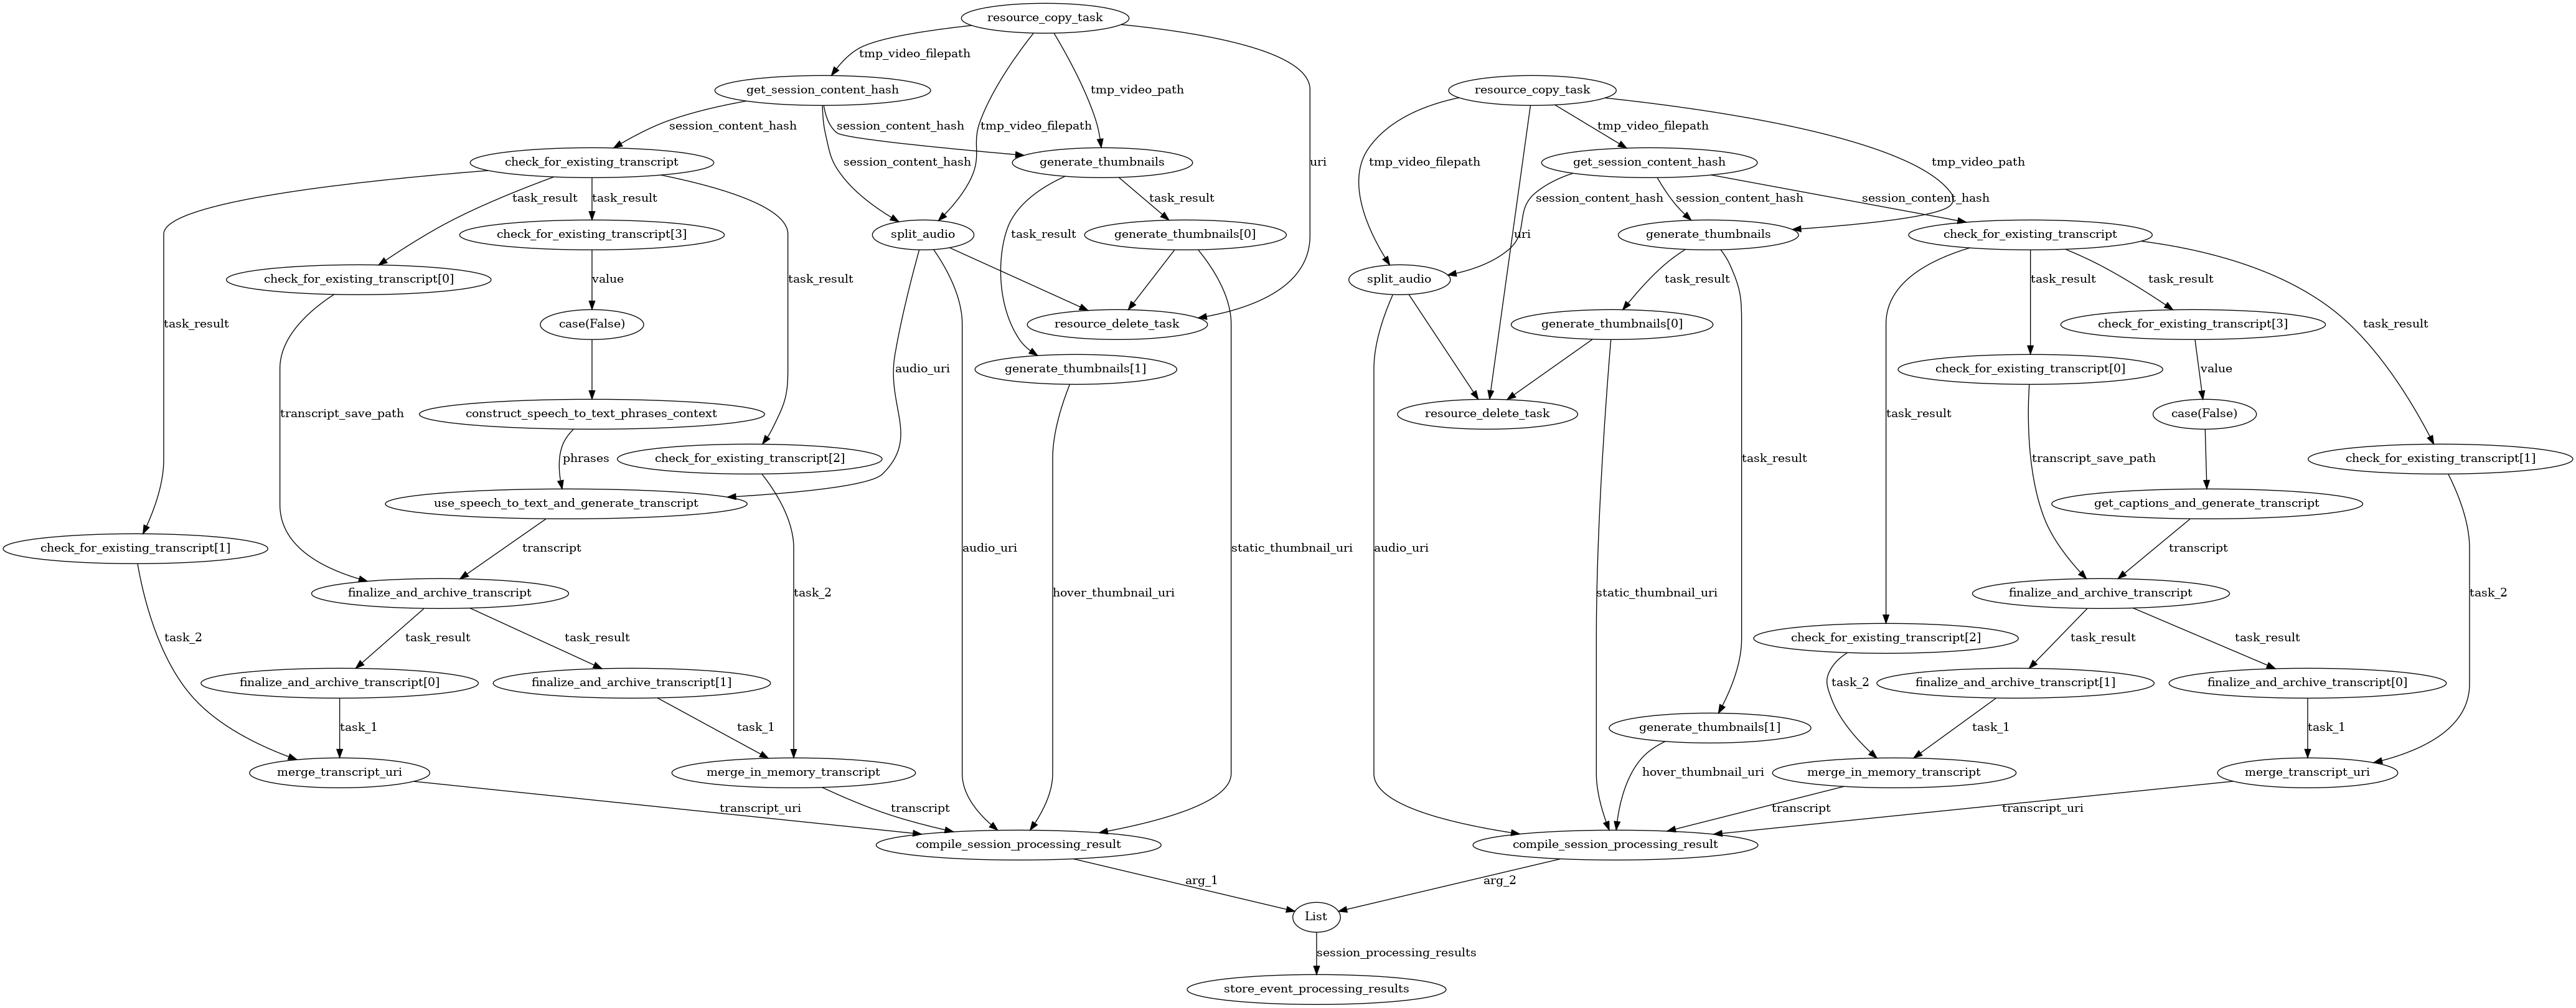 resource_copy_task
tmp_video_filepath
get_session_content_hash
tmp_video_path
resource_copy_task
session_content_hash
session_content_hash
tmp_video_filepath
tmp_video_filepath
check_for_existing_transcript
session_content_hash
generate_thumbnails
uri
tmp_video_filepath
get_session_content_hash
tmp_video_path
task_result
task_result
task_result
session_content_hash
session_content_hash
session_content_hash
check_for_existing_transcript[3]
split_audio
task_result
generate_thumbnails[0]
uri
generate_thumbnails
check_for_existing_transcript
check_for_existing_transcript[0]
value
task_result
split_audio
task_result
task_result
task_result
task_result
case(False)
resource_delete_task
generate_thumbnails[0]
check_for_existing_transcript[3]
task_result
audio_uri
generate_thumbnails[1]
check_for_existing_transcript[0]
value
transcript_save_path
construct_speech_to_text_phrases_context
resource_delete_task
task_result
case(False)
phrases
check_for_existing_transcript[2]
task_result
transcript_save_path
check_for_existing_transcript[1]
use_speech_to_text_and_generate_transcript
get_captions_and_generate_transcript
check_for_existing_transcript[1]
transcript
audio_uri
static_thumbnail_uri
audio_uri
transcript
finalize_and_archive_transcript
task_2
hover_thumbnail_uri
static_thumbnail_uri
finalize_and_archive_transcript
task_2
task_2
task_result
task_result
check_for_existing_transcript[2]
task_result
task_result
finalize_and_archive_transcript[0]
finalize_and_archive_transcript[1]
task_2
finalize_and_archive_transcript[1]
finalize_and_archive_transcript[0]
task_1
task_1
generate_thumbnails[1]
task_1
task_1
merge_transcript_uri
merge_in_memory_transcript
hover_thumbnail_uri
merge_in_memory_transcript
merge_transcript_uri
transcript_uri
transcript
transcript
transcript_uri
compile_session_processing_result
compile_session_processing_result
arg_1
arg_2
List
session_processing_results
store_event_processing_results